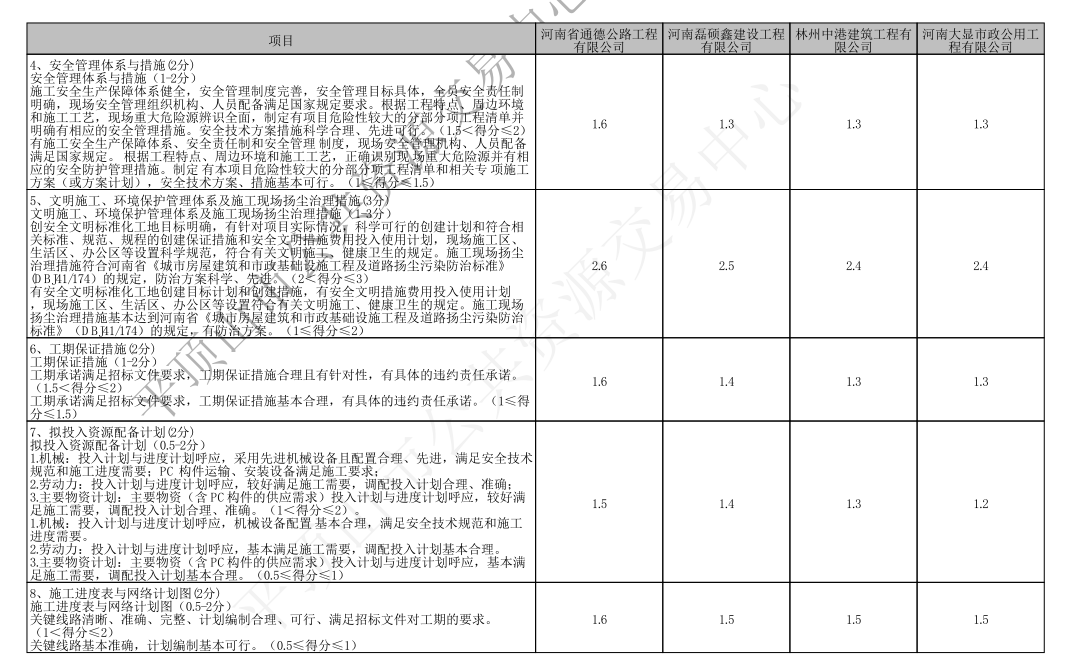 项目
河南省通德公路工程
有限公司
河南磊硕鑫建设工程
有限公司
林州中港建筑工程有
限公司
河南大显市政公用工
程有限公司
4、安全管理体系与措施(2分)
安全管理体系与措施（1-2分）
施工安全生产保障体系健全，安全管理制度完善，安全管理目标具体，全员安全责任制
明确，现场安全管理组织机构、人员配备满足国家规定要求。根据工程特点、周边环境
和施工工艺，现场重大危险源辨识全面，制定有项目危险性较大的分部分项工程清单并
明确有相应的安全管理措施。安全技术方案措施科学合理、先进可行。（1.5＜得分≤2）
有施工安全生产保障体系、安全责任制和安全管理 制度，现场安全管理机构、人员配备
满足国家规定。 根据工程特点、周边环境和施工工艺，正确识别现场重大危险源并有相
应的安全防护管理措施。制定 有本项目危险性较大的分部分项工程清单和相关专 项施工
方案（或方案计划），安全技术方案、措施基本可行。（1≤得分≤1.5）
1.6
1.3
1.3
1.3
5、文明施工、环境保护管理体系及施工现场扬尘治理措施(3分)
文明施工、环境保护管理体系及施工现场扬尘治理措施（1-3分）
创安全文明标准化工地目标明确，有针对项目实际情况，科学可行的创建计划和符合相
关标准、规范、规程的创建保证措施和安全文明措施费用投入使用计划，现场施工区、
生活区、办公区等设置科学规范，符合有关文明施工、健康卫生的规定。施工现场扬尘
治理措施符合河南省《城市房屋建筑和市政基础设施工程及道路扬尘污染防治标准》
（DBJ41/174）的规定，防治方案科学、先进。（2＜得分≤3）
有安全文明标准化工地创建目标计划和创建措施，有安全文明措施费用投入使用计划
，现场施工区、生活区、办公区等设置符合有关文明施工、健康卫生的规定。施工现场
扬尘治理措施基本达到河南省《城市房屋建筑和市政基础设施工程及道路扬尘污染防治
标准》（DBJ41/174）的规定，有防治方案。（1≤得分≤2）
2.6
2.5
2.4
2.4
6、工期保证措施(2分)
工期保证措施（1-2分）
工期承诺满足招标文件要求，工期保证措施合理且有针对性，有具体的违约责任承诺。
（1.5＜得分≤2）
工期承诺满足招标文件要求，工期保证措施基本合理，有具体的违约责任承诺。（1≤得
分≤1.5）
1.6
1.4
1.3
1.3
7、拟投入资源配备计划(2分)
拟投入资源配备计划（0.5-2分）
1.机械：投入计划与进度计划呼应，采用先进机械设备且配置合理、先进，满足安全技术
规范和施工进度需要；PC 构件运输、安装设备满足施工要求；
2.劳动力：投入计划与进度计划呼应，较好满足施工需要，调配投入计划合理、准确；
3.主要物资计划：主要物资（含PC构件的供应需求）投入计划与进度计划呼应，较好满
足施工需要，调配投入计划合理、准确。（1＜得分≤2）。
1.机械：投入计划与进度计划呼应，机械设备配置 基本合理，满足安全技术规范和施工
进度需要。
2.劳动力：投入计划与进度计划呼应，基本满足施工需要，调配投入计划基本合理。
3.主要物资计划：主要物资（含PC构件的供应需求）投入计划与进度计划呼应，基本满
足施工需要，调配投入计划基本合理。（0.5≤得分≤1）
1.5
1.4
1.3
1.2
8、施工进度表与网络计划图(2分)
施工进度表与网络计划图（0.5-2分）
关键线路清晰、准确、完整、计划编制合理、可行、满足招标文件对工期的要求。
（1＜得分≤2）
关键线路基本准确，计划编制基本可行。（0.5≤得分≤1）
1.6
1.5
1.5
1.5
平顶山市公共资源交易中心
平顶山市公共资源交易中心